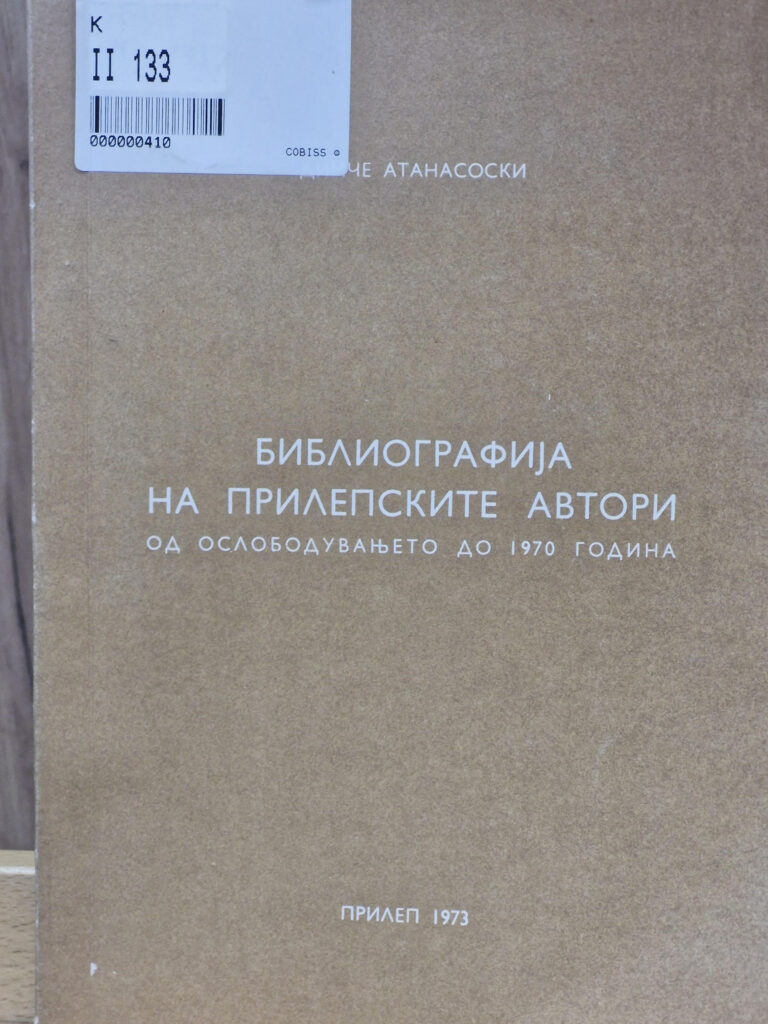 K
II 133
000000410
COBISS ©
АТАНАСОСКИ
БИБЛИОГРАФИЈА
НА ПРИЛЕПСКИТЕ АВТОРИ
ОД ОСЛОБОДУВАЊЕТО ДО 1970 ГОДИНА
ПРИЛЕП 1973